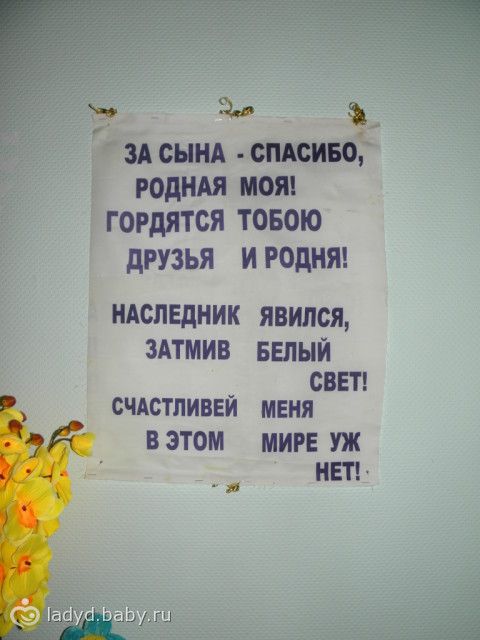 ЗА СЫНА - СПАСИБО,
РОДНАЯ МОЯ!
ГОРДЯТСЯ ТОБОЮ
ДРУЗЬЯ И РОДНЯ!
НАСЛЕДНИК ЯВИЛСЯ,
ЗАТМИВ БЕЛЫЙ
СВЕТ!
СЧАСТЛИВЕЙ МЕНЯ
В ЭТОМ МИРЕ УЖ
НЕТ!
ladyd.baby.ru